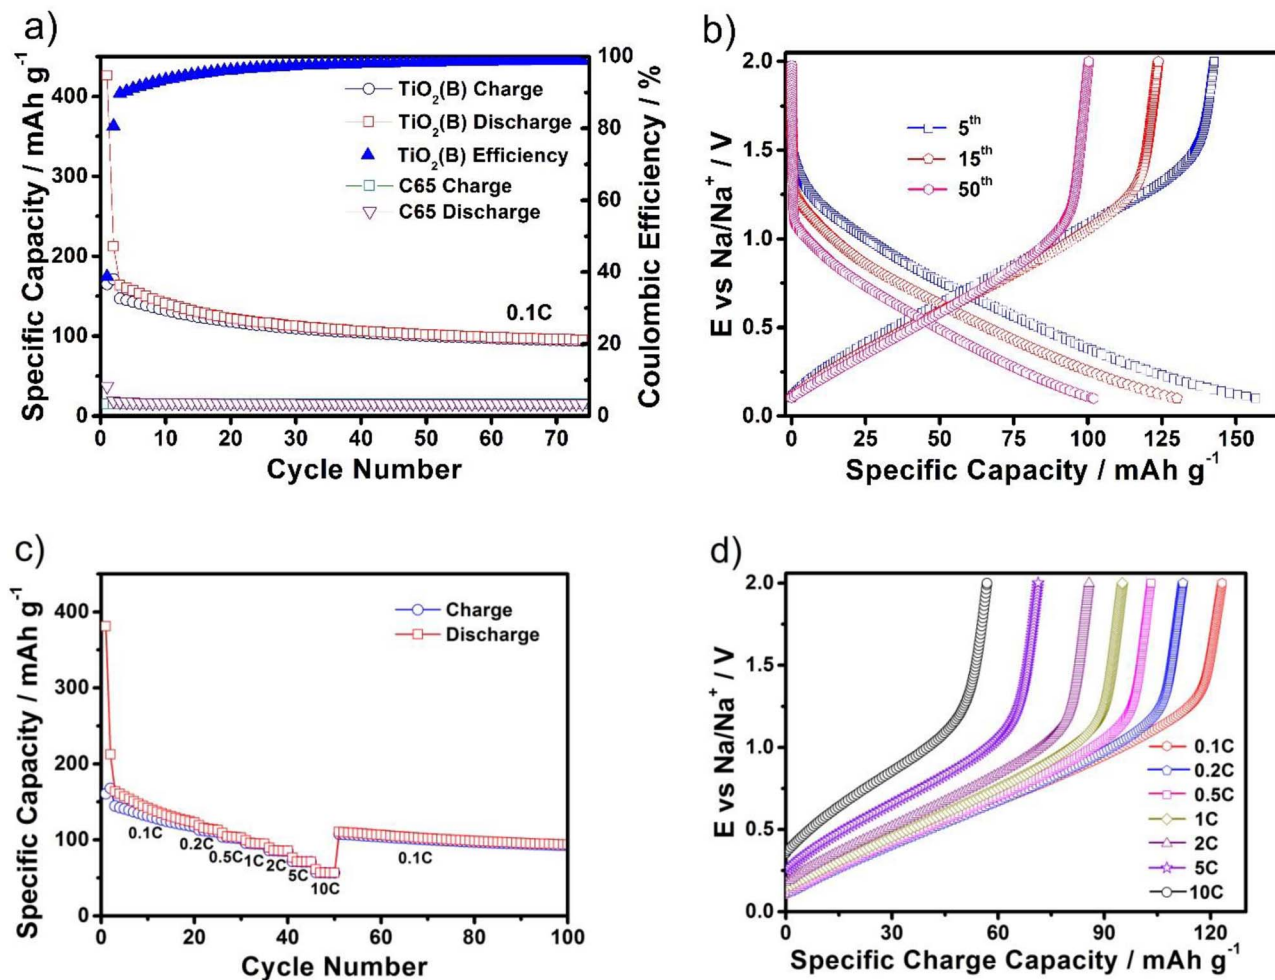 a)
Specific Capacity / mAh g⁻¹
400
300
200
100
0
TiO₂(B) Charge
TiO₂(B) Discharge
TiO₂(B) Efficiency
C65 Charge
C65 Discharge
0.1C
100
80
60
40
20
0
Coulombic Efficiency / %
0 10 20 30 40 50 60 70
Cycle Number
b)
E vs Na/Na⁺ / V
2.0
1.5
1.0
0.5
0.0
5th
15th
50th
0 25 50 75 100 125 150
Specific Capacity / mAh g⁻¹
c)
Specific Capacity / mAh g⁻¹
400
300
200
100
0
Charge
Discharge
0.1C
0.2C
0.5C
1C
2C
5C
10C
0.1C
0 20 40 60 80 100
Cycle Number
d)
E vs Na/Na⁺ / V
2.0
1.5
1.0
0.5
0.0
0.1C
0.2C
0.5C
1C
2C
5C
10C
0 30 60 90 120
Specific Charge Capacity / mAh g⁻¹